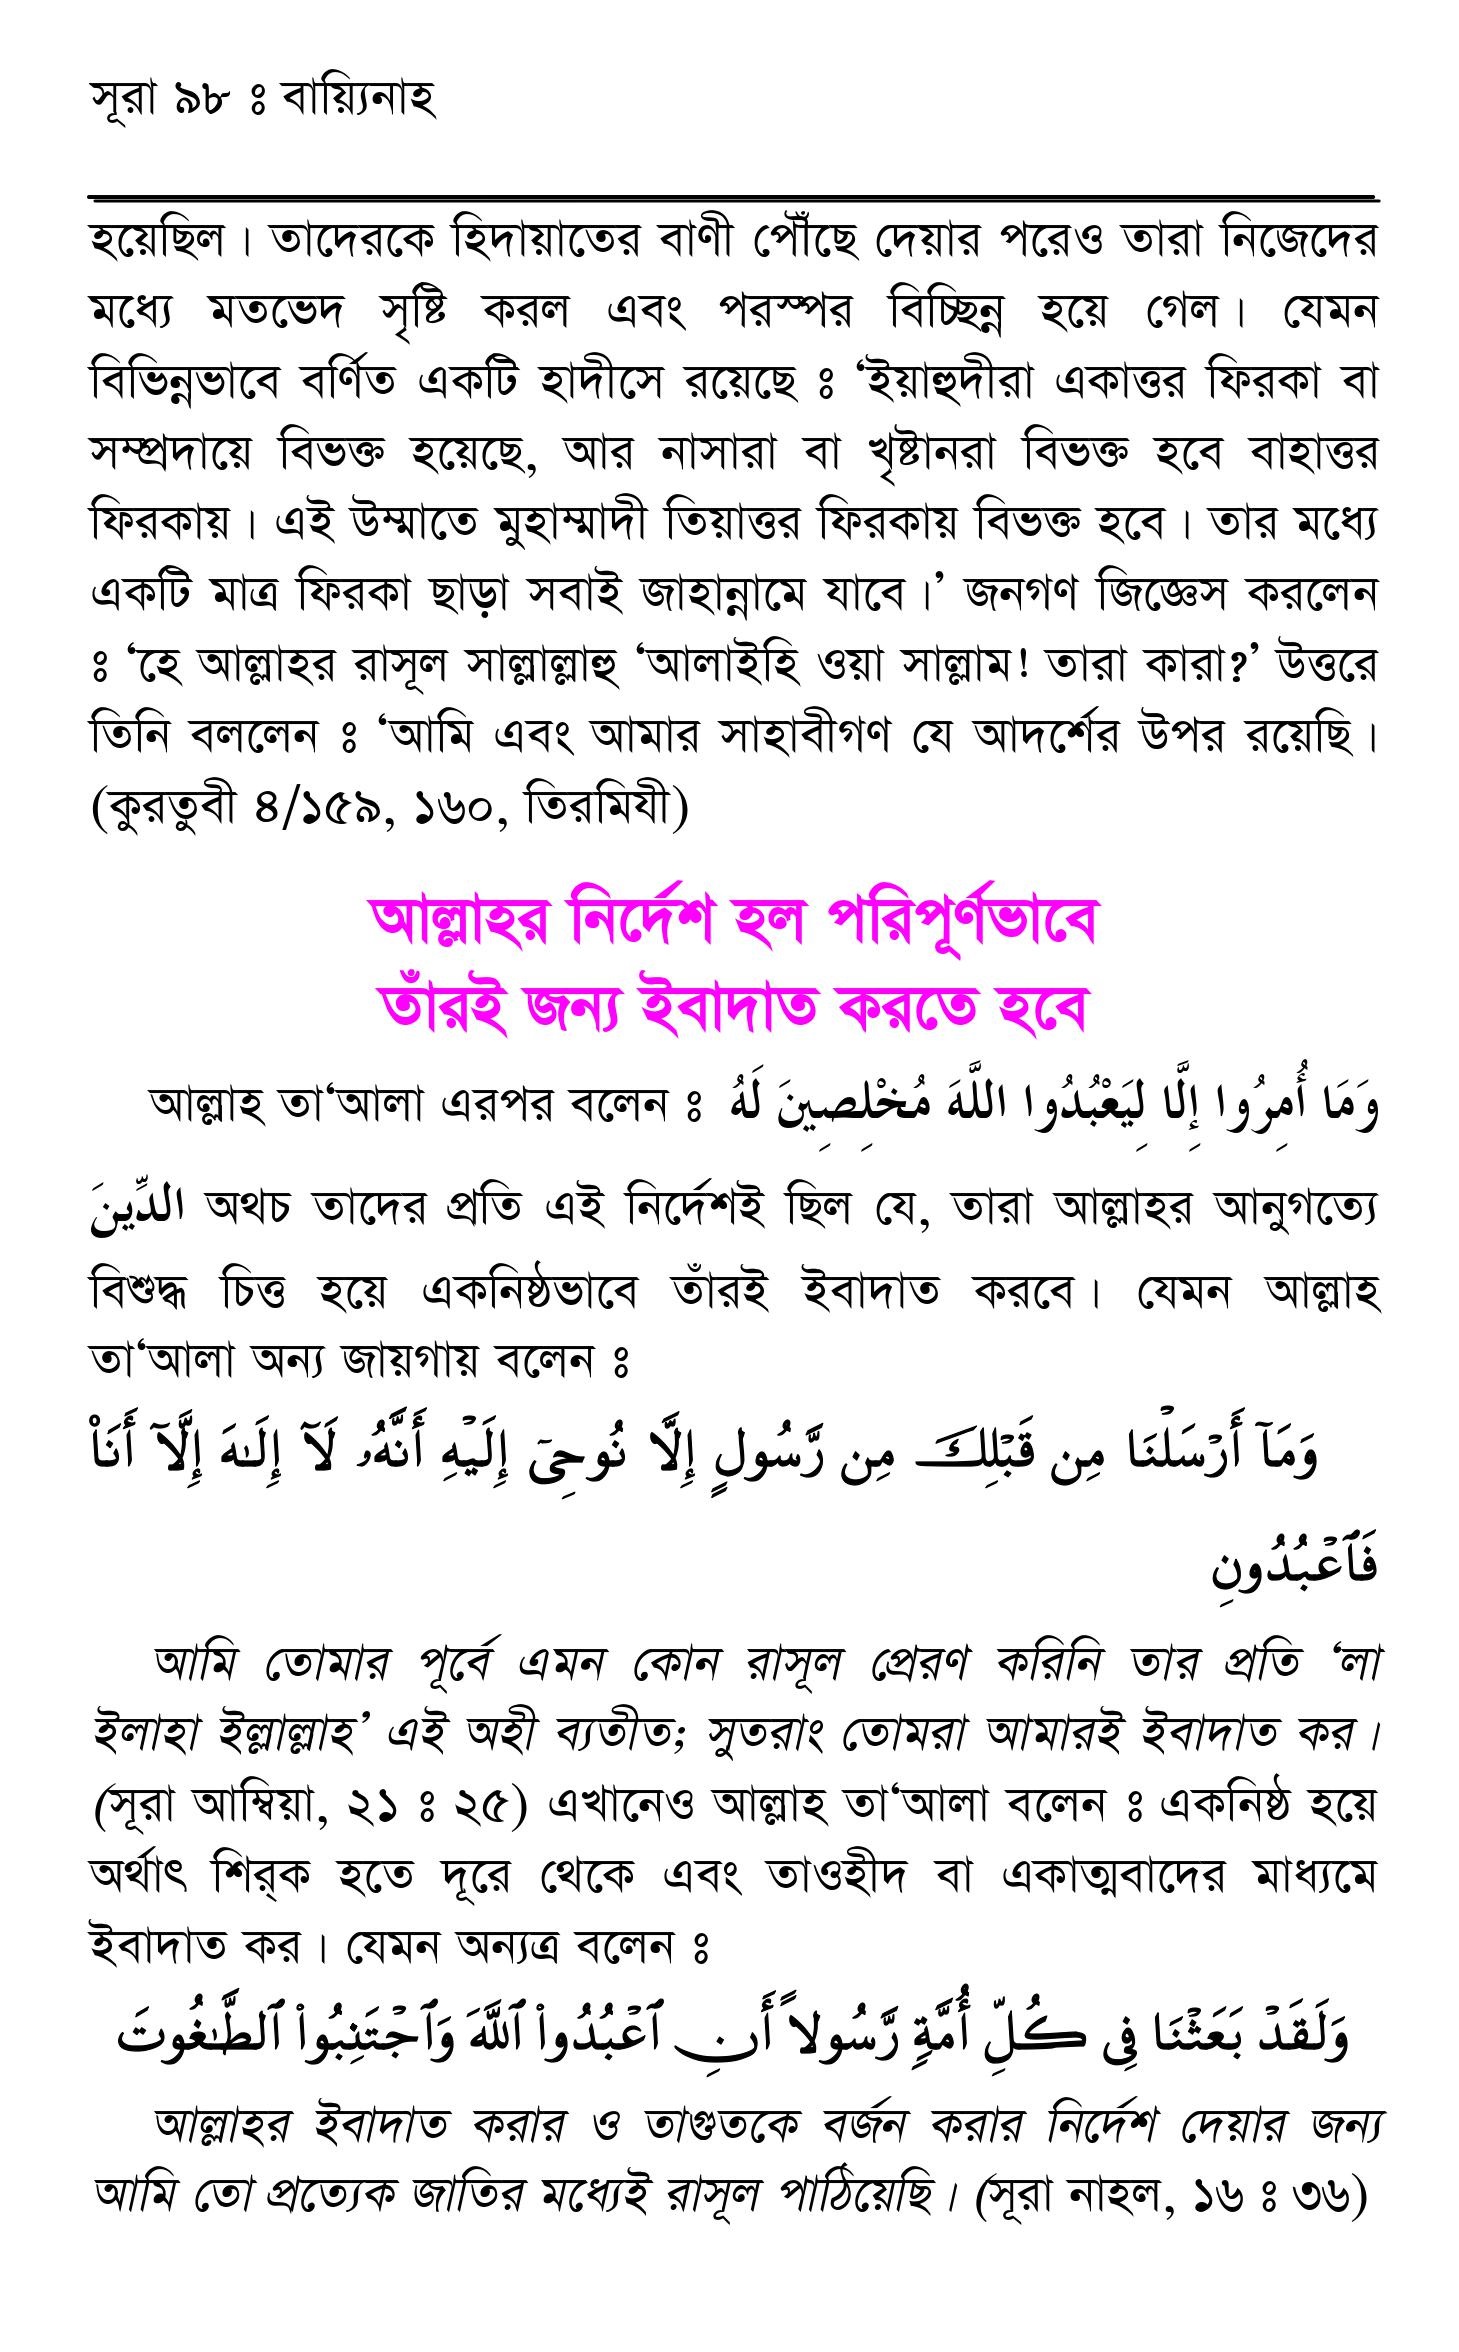 সূরা ৯৮ ঃ বায়্যিনাহ
হয়েছিল। তাদেরকে হিদায়াতের বাণী পৌঁছে দেয়ার পরেও তারা নিজেদের
মধ্যে মতভেদ সৃষ্টি করল এবং পরস্পর বিচ্ছিন্ন হয়ে গেল। যেমন
বিভিন্নভাবে বর্ণিত একটি হাদীসে রয়েছে ঃ ‘ইয়াহুদীরা একাত্তর ফিরকা বা
সম্প্রদায়ে বিভক্ত হয়েছে, আর নাসারা বা খৃষ্টানরা বিভক্ত হবে বাহাত্তর
ফিরকায়। এই উম্মাতে মুহাম্মাদী তিয়াত্তর ফিরকায় বিভক্ত হবে। তার মধ্যে
একটি মাত্র ফিরকা ছাড়া সবাই জাহান্নামে যাবে।’ জনগণ জিজ্ঞেস করলেন
ঃ ‘হে আল্লাহর রাসূল সাল্লাল্লাহু ‘আলাইহি ওয়া সাল্লাম! তারা কারা?’ উত্তরে
তিনি বললেন ঃ ‘আমি এবং আমার সাহাবীগণ যে আদর্শের উপর রয়েছি।
(কুরতুবী ৪/১৫৯, ১৬০, তিরমিযী)
আল্লাহর নির্দেশ হল পরিপূর্ণভাবে
তাঁরই জন্য ইবাদাত করতে হবে
আল্লাহ তা‘আলা এরপর বলেন ঃ وَمَا أُمِرُوا إِلَّا لِيَعْبُدُوا اللَّهَ مُخْلِصِينَ لَهُ
الدِّينَ অথচ তাদের প্রতি এই নির্দেশই ছিল যে, তারা আল্লাহর আনুগত্যে
বিশুদ্ধ চিত্ত হয়ে একনিষ্ঠভাবে তাঁরই ইবাদাত করবে। যেমন আল্লাহ
তা‘আলা অন্য জায়গায় বলেন ঃ
وَمَآ أَرْسَلْنَا مِن قَبْلِكَ مِن رَّسُولٍ إِلَّا نُوحِىٓ إِلَيْهِ أَنَّهُۥ لَآ إِلَـٰهَ إِلَّآ أَنَا۠
فَٱعْبُدُونِ
আমি তোমার পূর্বে এমন কোন রাসূল প্রেরণ করিনি তার প্রতি ‘লা
ইলাহা ইল্লাল্লাহ’ এই অহী ব্যতীত; সুতরাং তোমরা আমারই ইবাদাত কর।
(সূরা আম্বিয়া, ২১ ঃ ২৫) এখানেও আল্লাহ তা‘আলা বলেন ঃ একনিষ্ঠ হয়ে
অর্থাৎ শির্‌ক হতে দূরে থেকে এবং তাওহীদ বা একাত্মবাদের মাধ্যমে
ইবাদাত কর। যেমন অন্যত্র বলেন ঃ
وَلَقَدْ بَعَثْنَا فِى كُلِّ أُمَّةٍ رَّسُولاً أَنِ ٱعْبُدُوا۟ ٱللَّهَ وَٱجْتَنِبُوا۟ ٱلطَّـٰغُوتَ
আল্লাহর ইবাদাত করার ও তাগুতকে বর্জন করার নির্দেশ দেয়ার জন্য
আমি তো প্রত্যেক জাতির মধ্যেই রাসূল পাঠিয়েছি। (সূরা নাহল, ১৬ ঃ ৩৬)